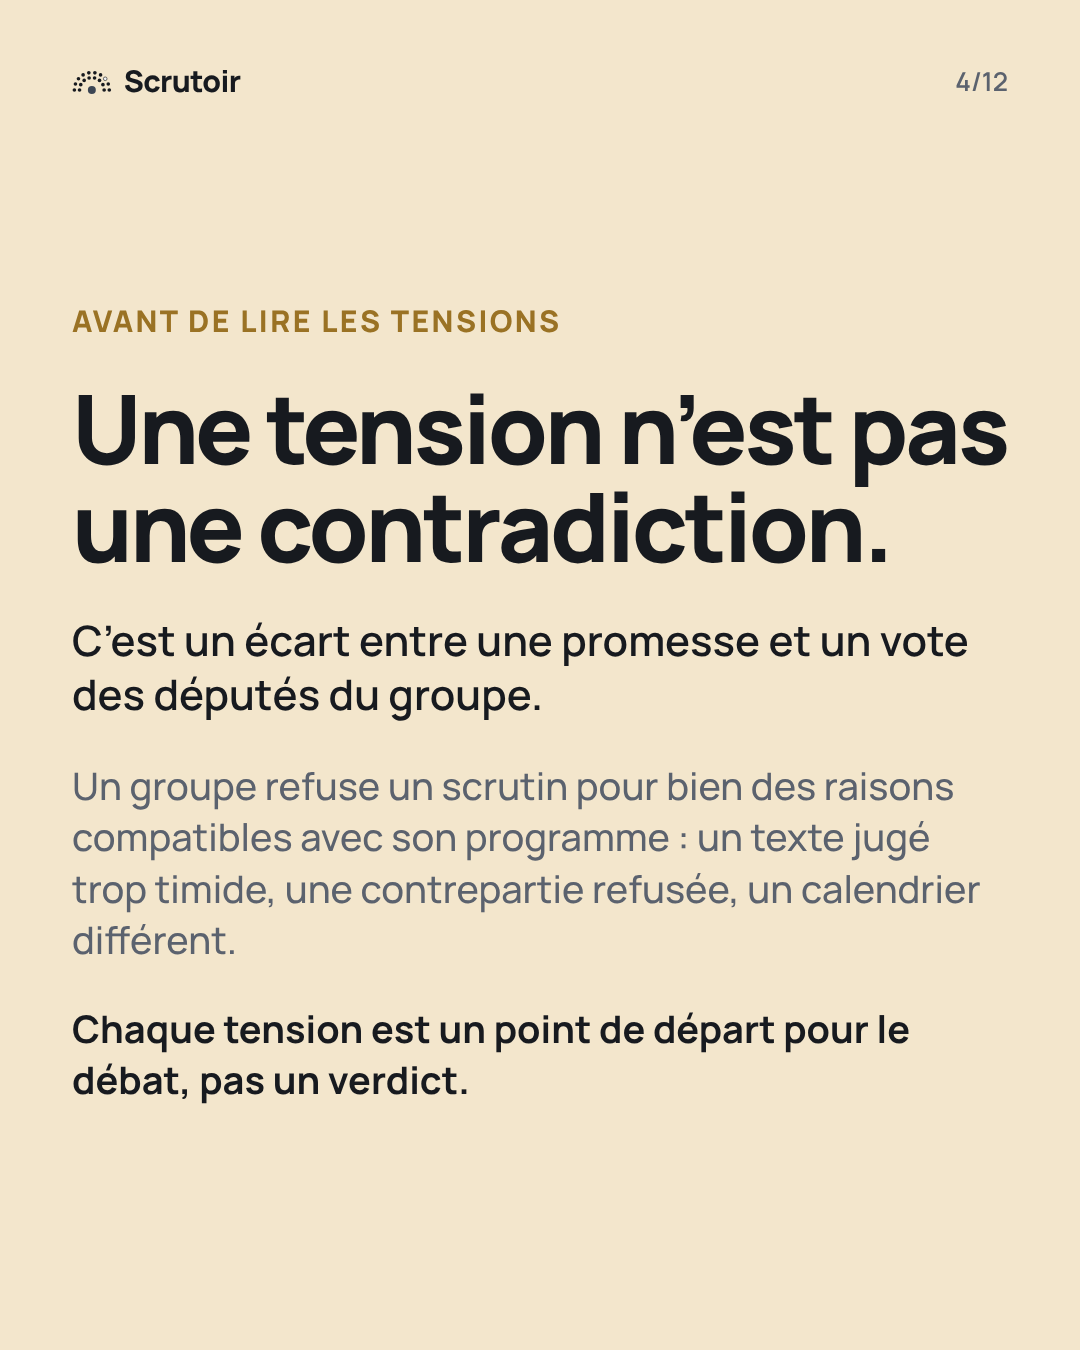 Scrutoir
4/12
AVANT DE LIRE LES TENSIONS
Une tension n’est pas
une contradiction.
C’est un écart entre une promesse et un vote
des députés du groupe.
Un groupe refuse un scrutin pour bien des raisons
compatibles avec son programme : un texte jugé
trop timide, une contrepartie refusée, un calendrier
différent.
Chaque tension est un point de départ pour le
débat, pas un verdict.